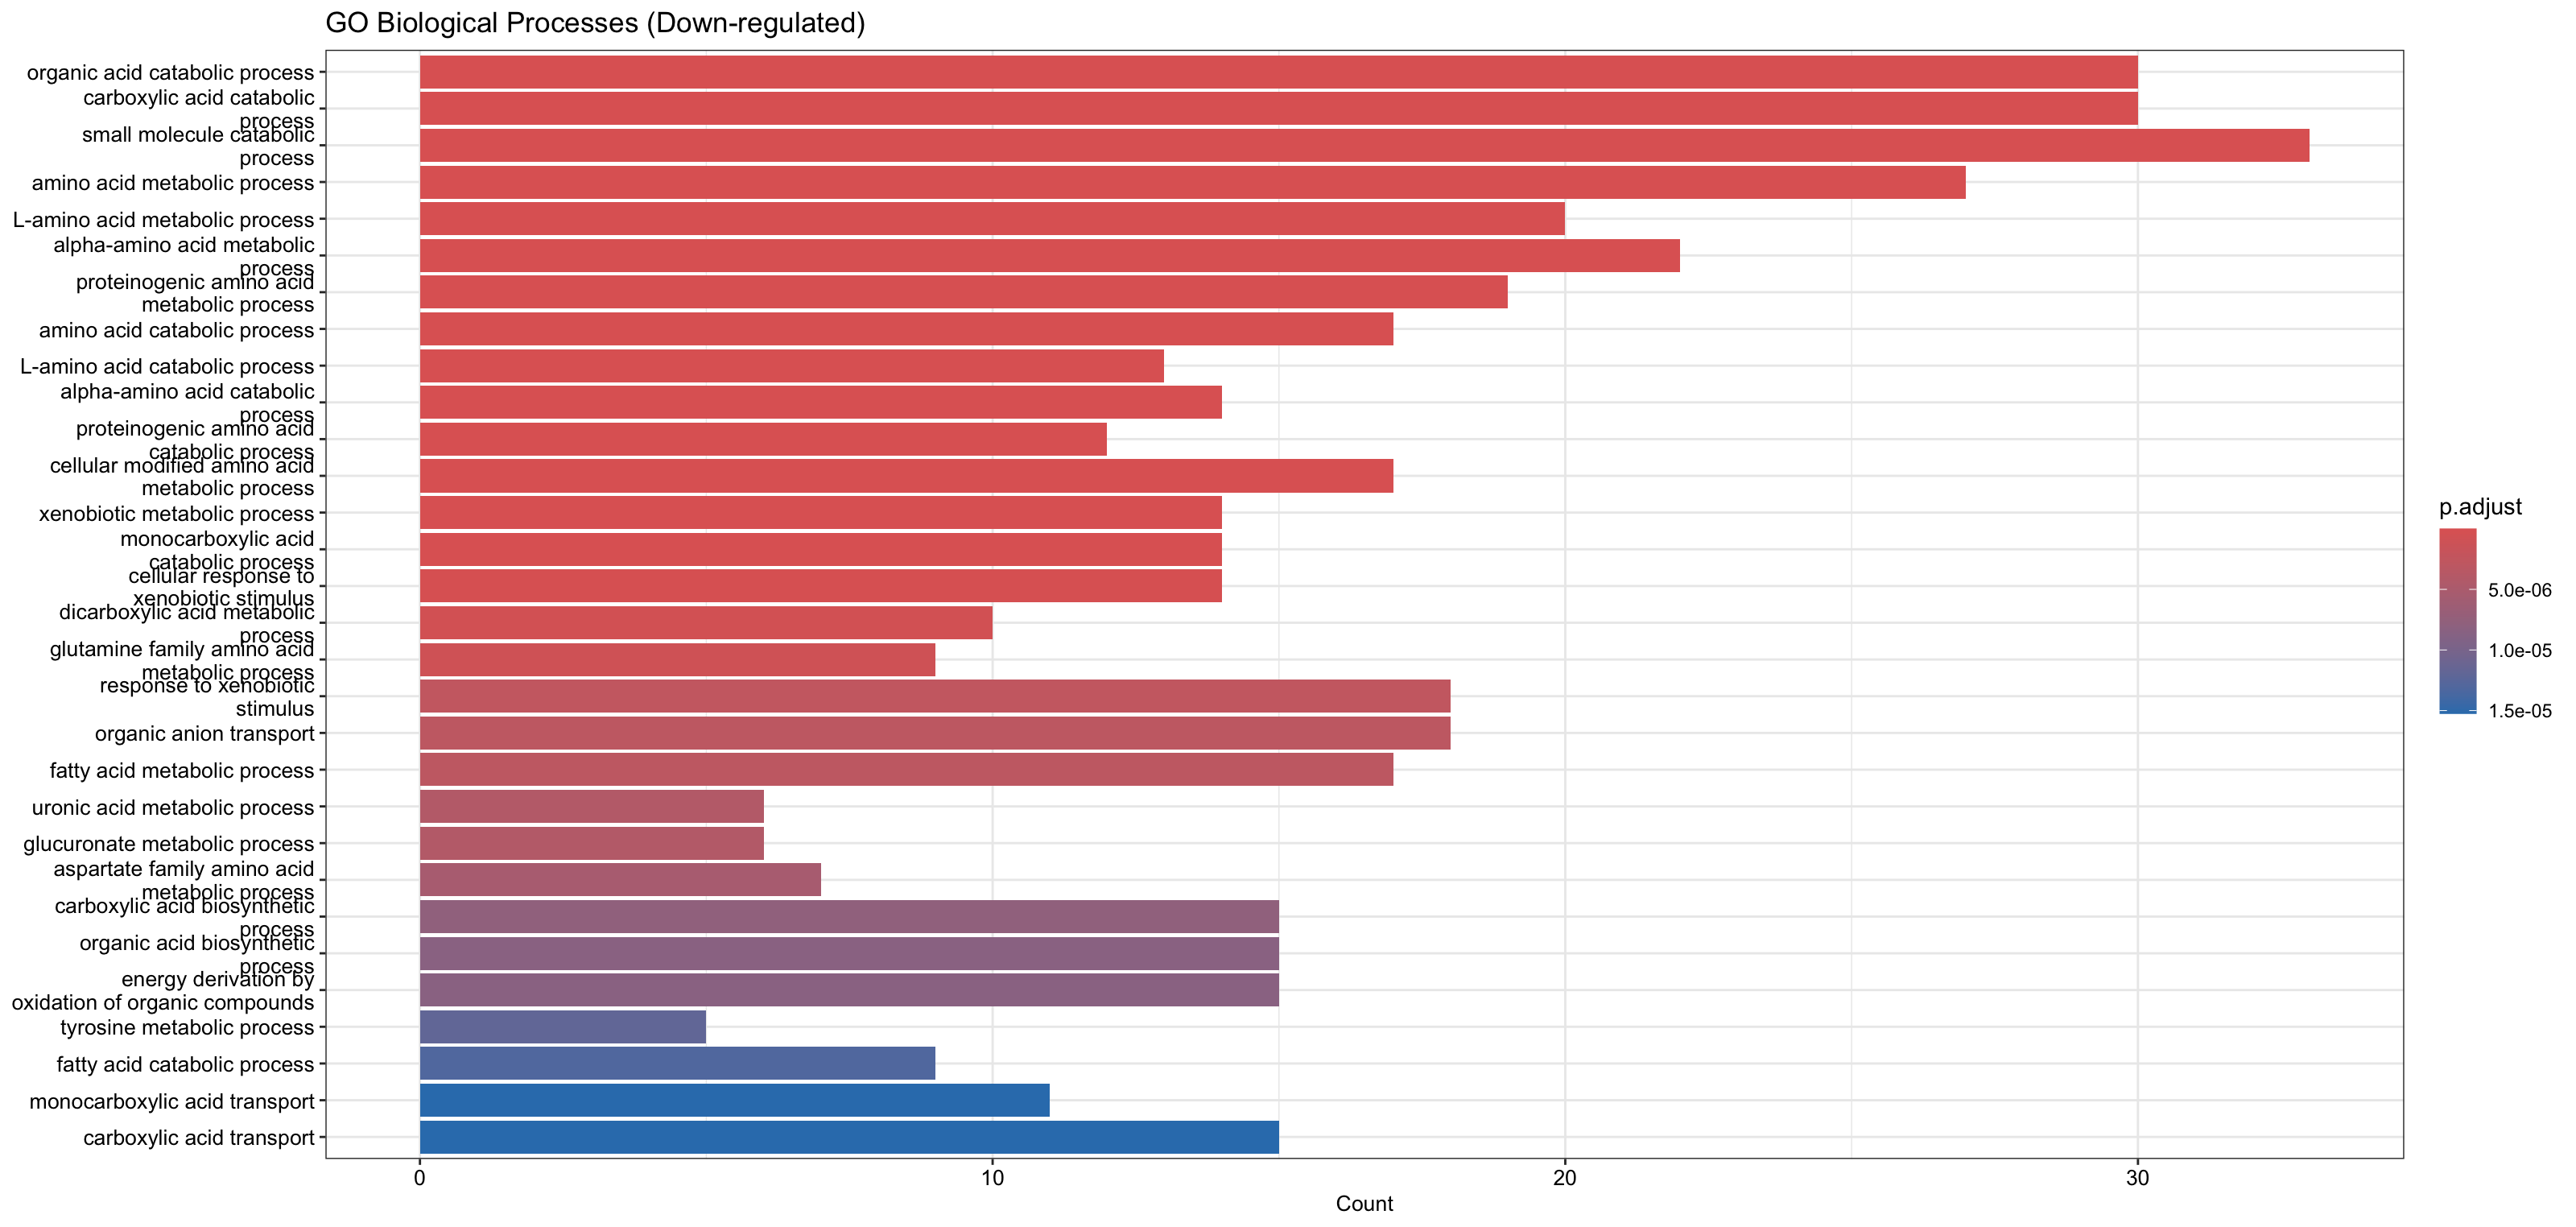 GO Biological Processes (Down-regulated)
organic acid catabolic process
carboxylic acid catabolic
process
small molecule catabolic
process
amino acid metabolic process
L-amino acid metabolic process
alpha-amino acid metabolic
process
proteinogenic amino acid
metabolic process
amino acid catabolic process
L-amino acid catabolic process
alpha-amino acid catabolic
process
proteinogenic amino acid
catabolic process
cellular modified amino acid
metabolic process
xenobiotic metabolic process
monocarboxylic acid
catabolic process
cellular response to
xenobiotic stimulus
dicarboxylic acid metabolic
process
glutamine family amino acid
metabolic process
response to xenobiotic
stimulus
organic anion transport
fatty acid metabolic process
uronic acid metabolic process
glucuronate metabolic process
aspartate family amino acid
metabolic process
carboxylic acid biosynthetic
process
organic acid biosynthetic
process
energy derivation by
oxidation of organic compounds
tyrosine metabolic process
fatty acid catabolic process
monocarboxylic acid transport
carboxylic acid transport
0 10 20 30
Count
p.adjust
5.0e-06
1.0e-05
1.5e-05